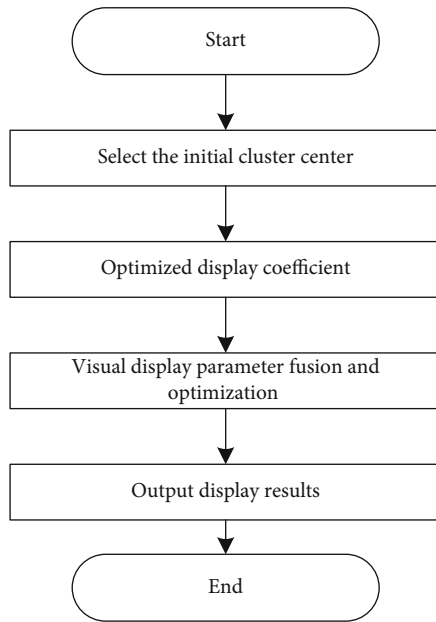 Start
Select the initial cluster center
Optimized display coefficient
Visual display parameter fusion and
optimization
Output display results
End